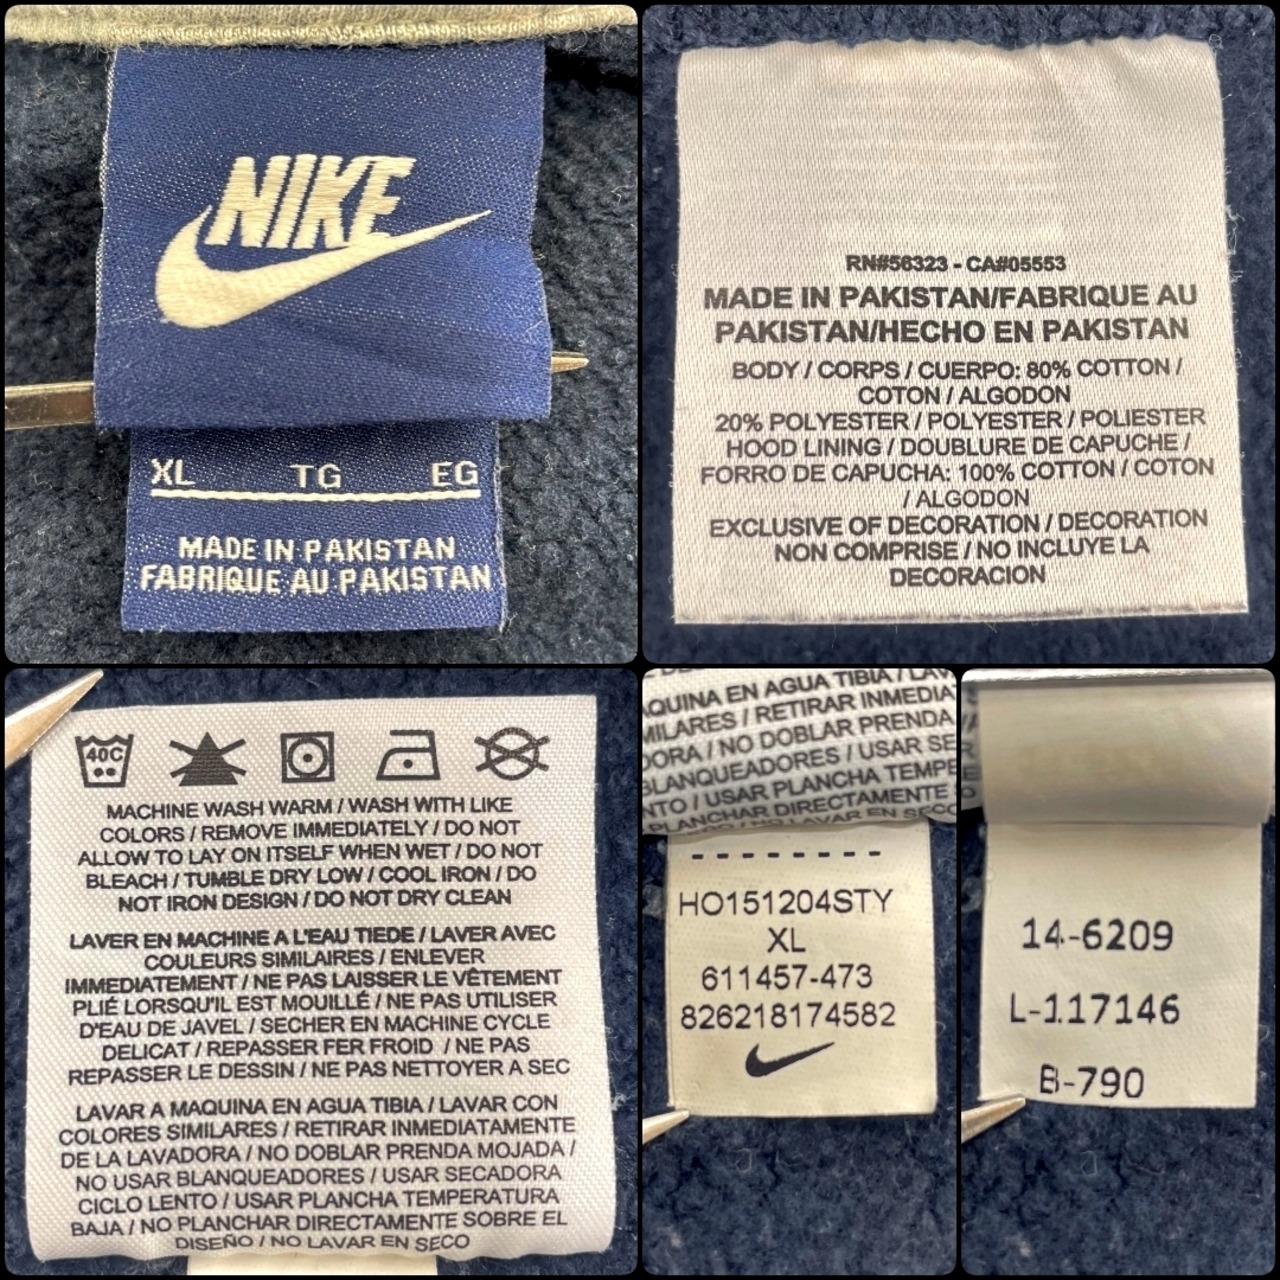 NIKE
XL TG EG
MADE IN PAKISTAN
FABRIQUE AU PAKISTAN
RN#56323 - CA#05553
MADE IN PAKISTAN/FABRIQUE AU
PAKISTAN/HECHO EN PAKISTAN
BODY / CORPS / CUERPO: 80% COTTON /
COTON / ALGODON
20% POLYESTER / POLYESTER / POLIESTER
HOOD LINING / DOUBLURE DE CAPUCHE /
FORRO DE CAPUCHA: 100% COTTON / COTON
/ ALGODON
EXCLUSIVE OF DECORATION / DECORATION
NON COMPRISE / NO INCLUYE LA
DECORACION
40C
MACHINE WASH WARM / WASH WITH LIKE
COLORS / REMOVE IMMEDIATELY / DO NOT
ALLOW TO LAY ON ITSELF WHEN WET / DO NOT
BLEACH / TUMBLE DRY LOW / COOL IRON / DO
NOT IRON DESIGN / DO NOT DRY CLEAN
LAVER EN MACHINE A L'EAU TIEDE / LAVER AVEC
COULEURS SIMILAIRES / ENLEVER
IMMEDIATEMENT / NE PAS LAISSER LE VÊTEMENT
PLIÉ LORSQU'IL EST MOUILLÉ / NE PAS UTILISER
D'EAU DE JAVEL / SECHER EN MACHINE CYCLE
DELICAT / REPASSER FER FROID / NE PAS
REPASSER LE DESSIN / NE PAS NETTOYER A SEC
LAVAR A MAQUINA EN AGUA TIBIA / LAVAR CON
COLORES SIMILARES / RETIRAR INMEDIATAMENTE
DE LA LAVADORA / NO DOBLAR PRENDA MOJADA /
NO USAR BLANQUEADORES / USAR SECADORA
CICLO LENTO / USAR PLANCHA TEMPERATURA
BAJA / NO PLANCHAR DIRECTAMENTE SOBRE EL
DISEÑO / NO LAVAR EN SECO
AQUINA EN AGUA TIBIA / LAV
MILARES / RETIRAR INMEDIA
DORA / NO DOBLAR PRENDA
BLANQUEADORES / USAR SE
NTO / USAR PLANCHA TEMPE
PLANCHAR DIRECTAMENTE
NO LAVAR EN SECO
HO151204STY
XL
611457-473
826218174582
14-6209
L-117146
B-790